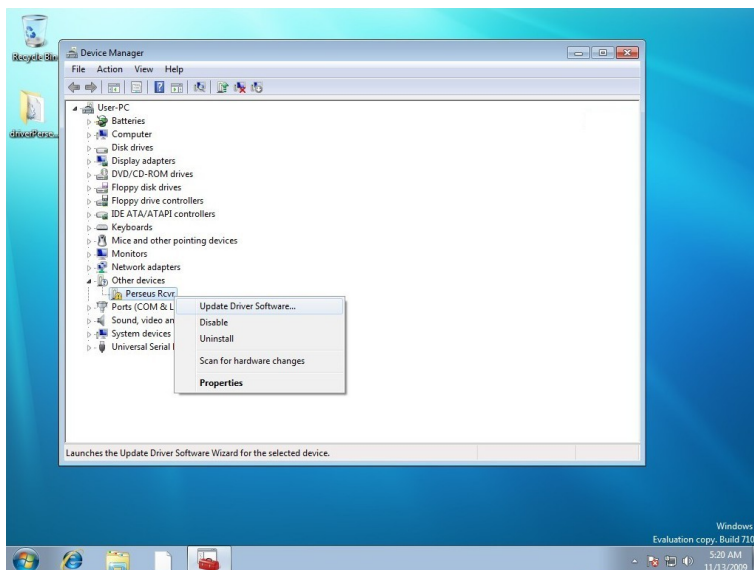 Recycle Bin
driverPerse...
Device Manager
File Action View Help
User-PC
Batteries
Computer
Disk drives
Display adapters
DVD/CD-ROM drives
Floppy disk drives
Floppy drive controllers
IDE ATA/ATAPI controllers
Keyboards
Mice and other pointing devices
Monitors
Network adapters
Other devices
Perseus Rcvr
Ports (COM & L
Sound, video an
System devices
Universal Serial
Update Driver Software...
Disable
Uninstall
Scan for hardware changes
Properties
Launches the Update Driver Software Wizard for the selected device.
Windows
Evaluation copy. Build 710
5:20 AM
11/13/2009